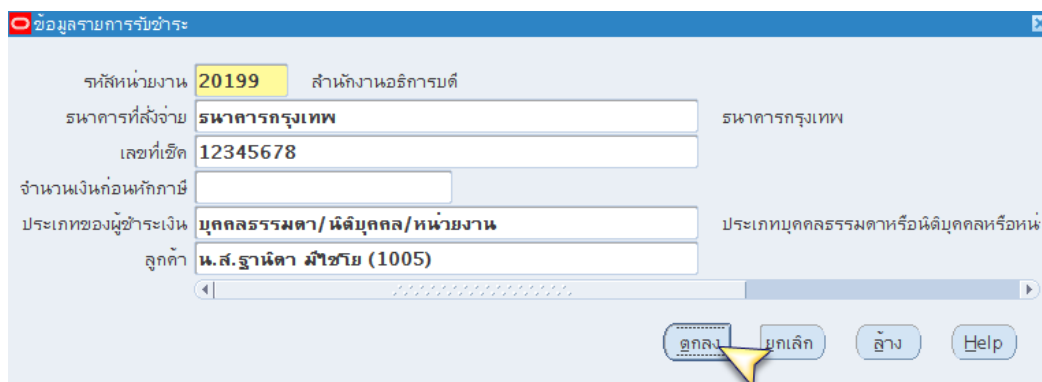 ข้อมูลรายการรับชำระ
รหัสหน่วยงาน 20199 สำนักงานอธิการบดี
ธนาคารที่สั่งจ่าย ธนาคารกรุงเทพ ธนาคารกรุงเทพ
เลขที่เช็ค 12345678
จำนวนเงินก่อนหักภาษี
ประเภทของผู้ชำระเงิน บุคคลธรรมดา/นิติบุคคล/หน่วยงาน ประเภทบุคคลธรรมดาหรือนิติบุคคลหรือหน่
ลูกค้า น.ส.ฐานิตา มีไชโย (1005)
ตกลง ยกเลิก ล้าง Help